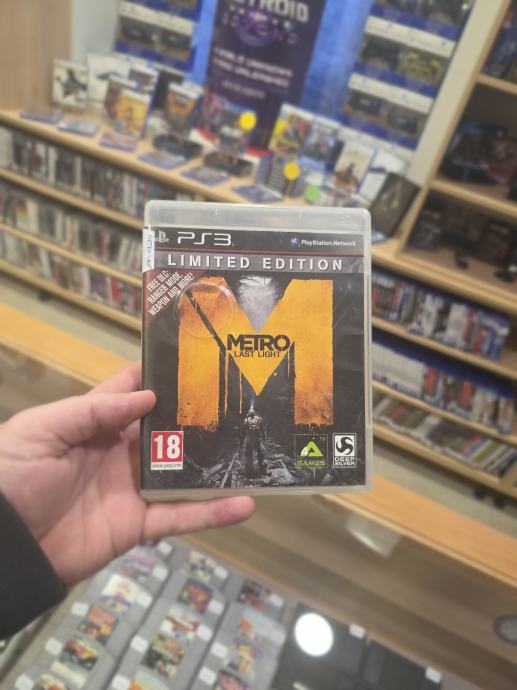 PS3
PlayStation Network
LIMITED EDITION
FREE DLC:
RANGER MODE
WEAPON AND MORE!
METRO
LAST LIGHT
18
www.pegi.info
4A
GAMES
DEEP
SILVER